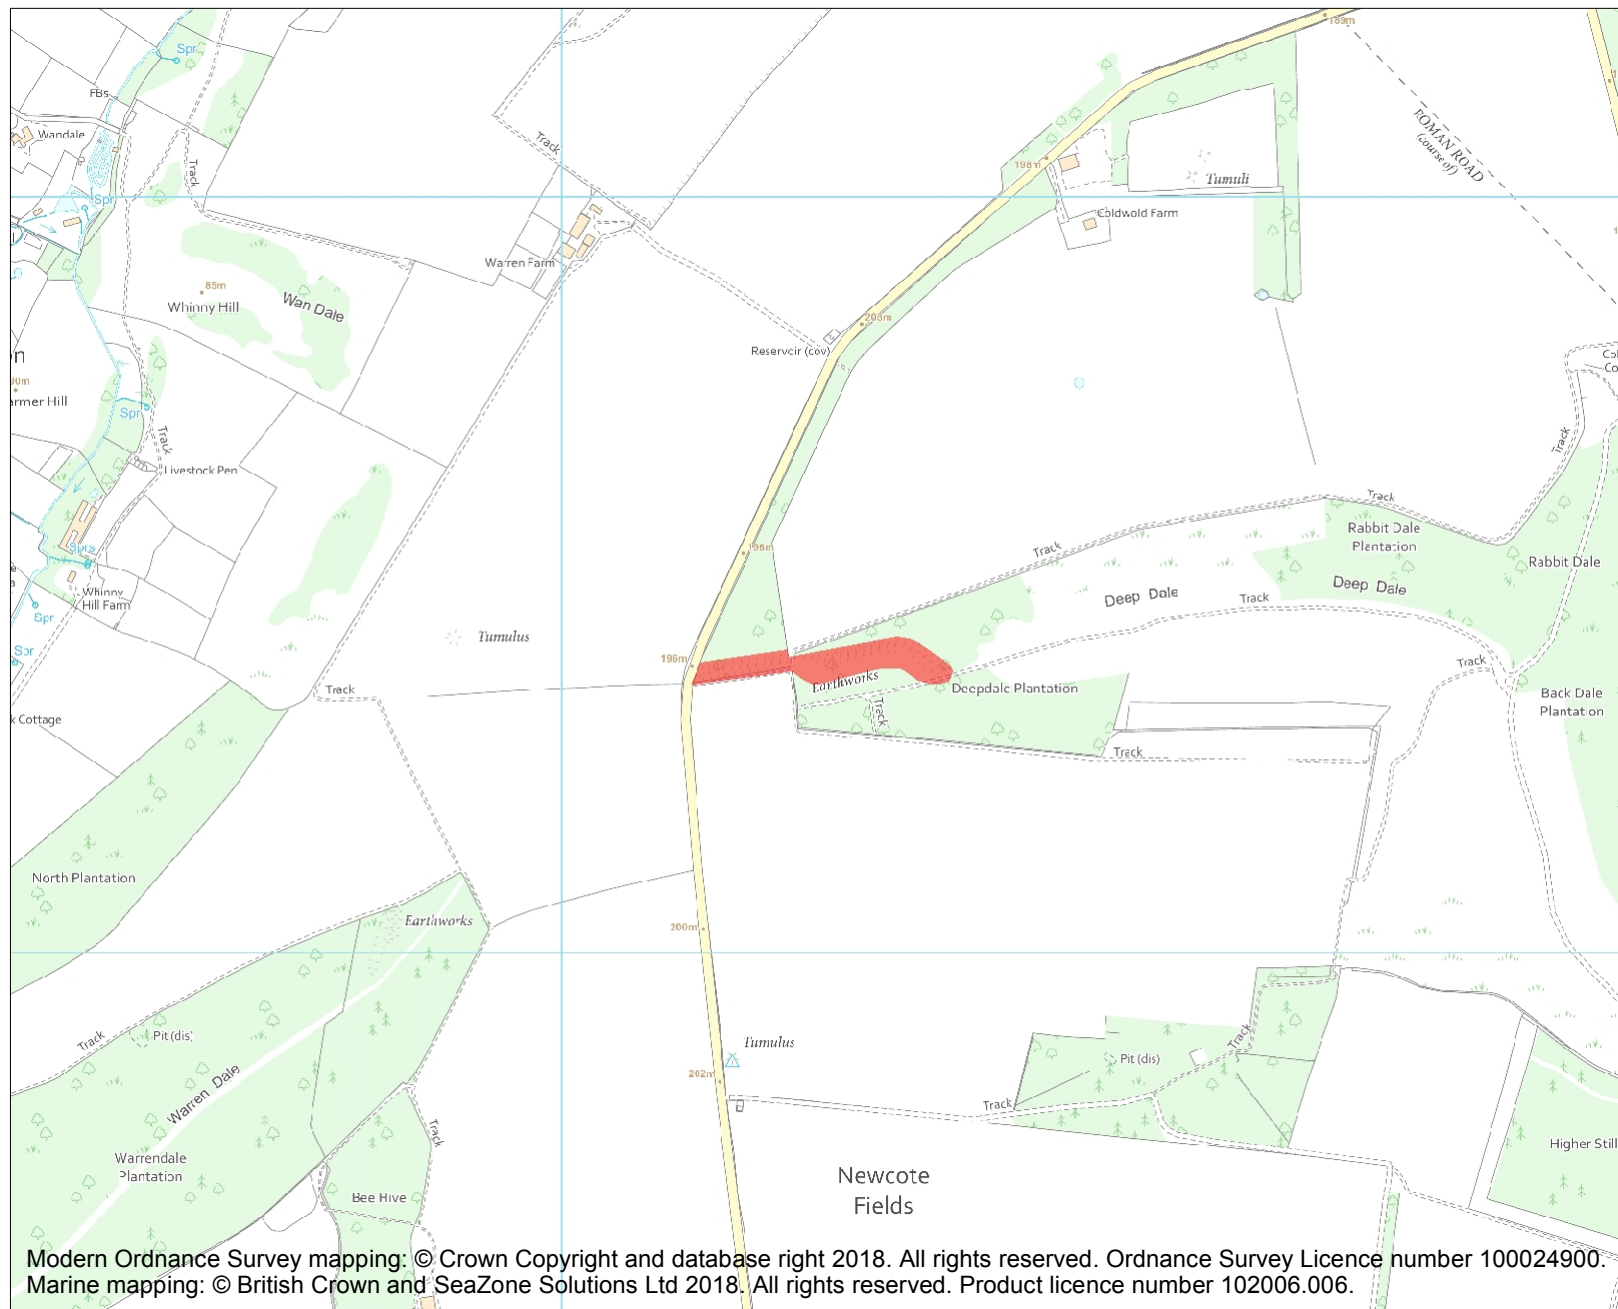 189m
Spr
FBs
Wandale
Track
Track
ROMAN ROAD
(course of)
198m
Tumuli
Spr
Coldwold Farm
Warren Farm
85m
Whinny Hill
Wan Dale
203m
Reservoir (cov)
on
90m
armer Hill
Spr
Track
Track
Livestock Pen
Track
Rabbit Dale
Plantation
198m
Sprs
Track
Rabbit Dale
Whinny
Hill Farm
Deep Dale
Track
Deep Dale
Spr
Tumulus
Spr
196m
Earthworks
Deepdale Plantation
Track
Track
Track
Back Dale
Plantation
k Cottage
Track
North Plantation
Earthworks
200m
Track
Pit (dis)
Track
Tumulus
Pit (dis)
202m
Warren Dale
Track
Track
Higher Still
Warrendale
Plantation
Bee Hive
Newcote
Fields
Modern Ordnance Survey mapping: © Crown Copyright and database right 2018. All rights reserved. Ordnance Survey Licence number 100024900.
Marine mapping: © British Crown and SeaZone Solutions Ltd 2018. All rights reserved. Product licence number 102006.006.